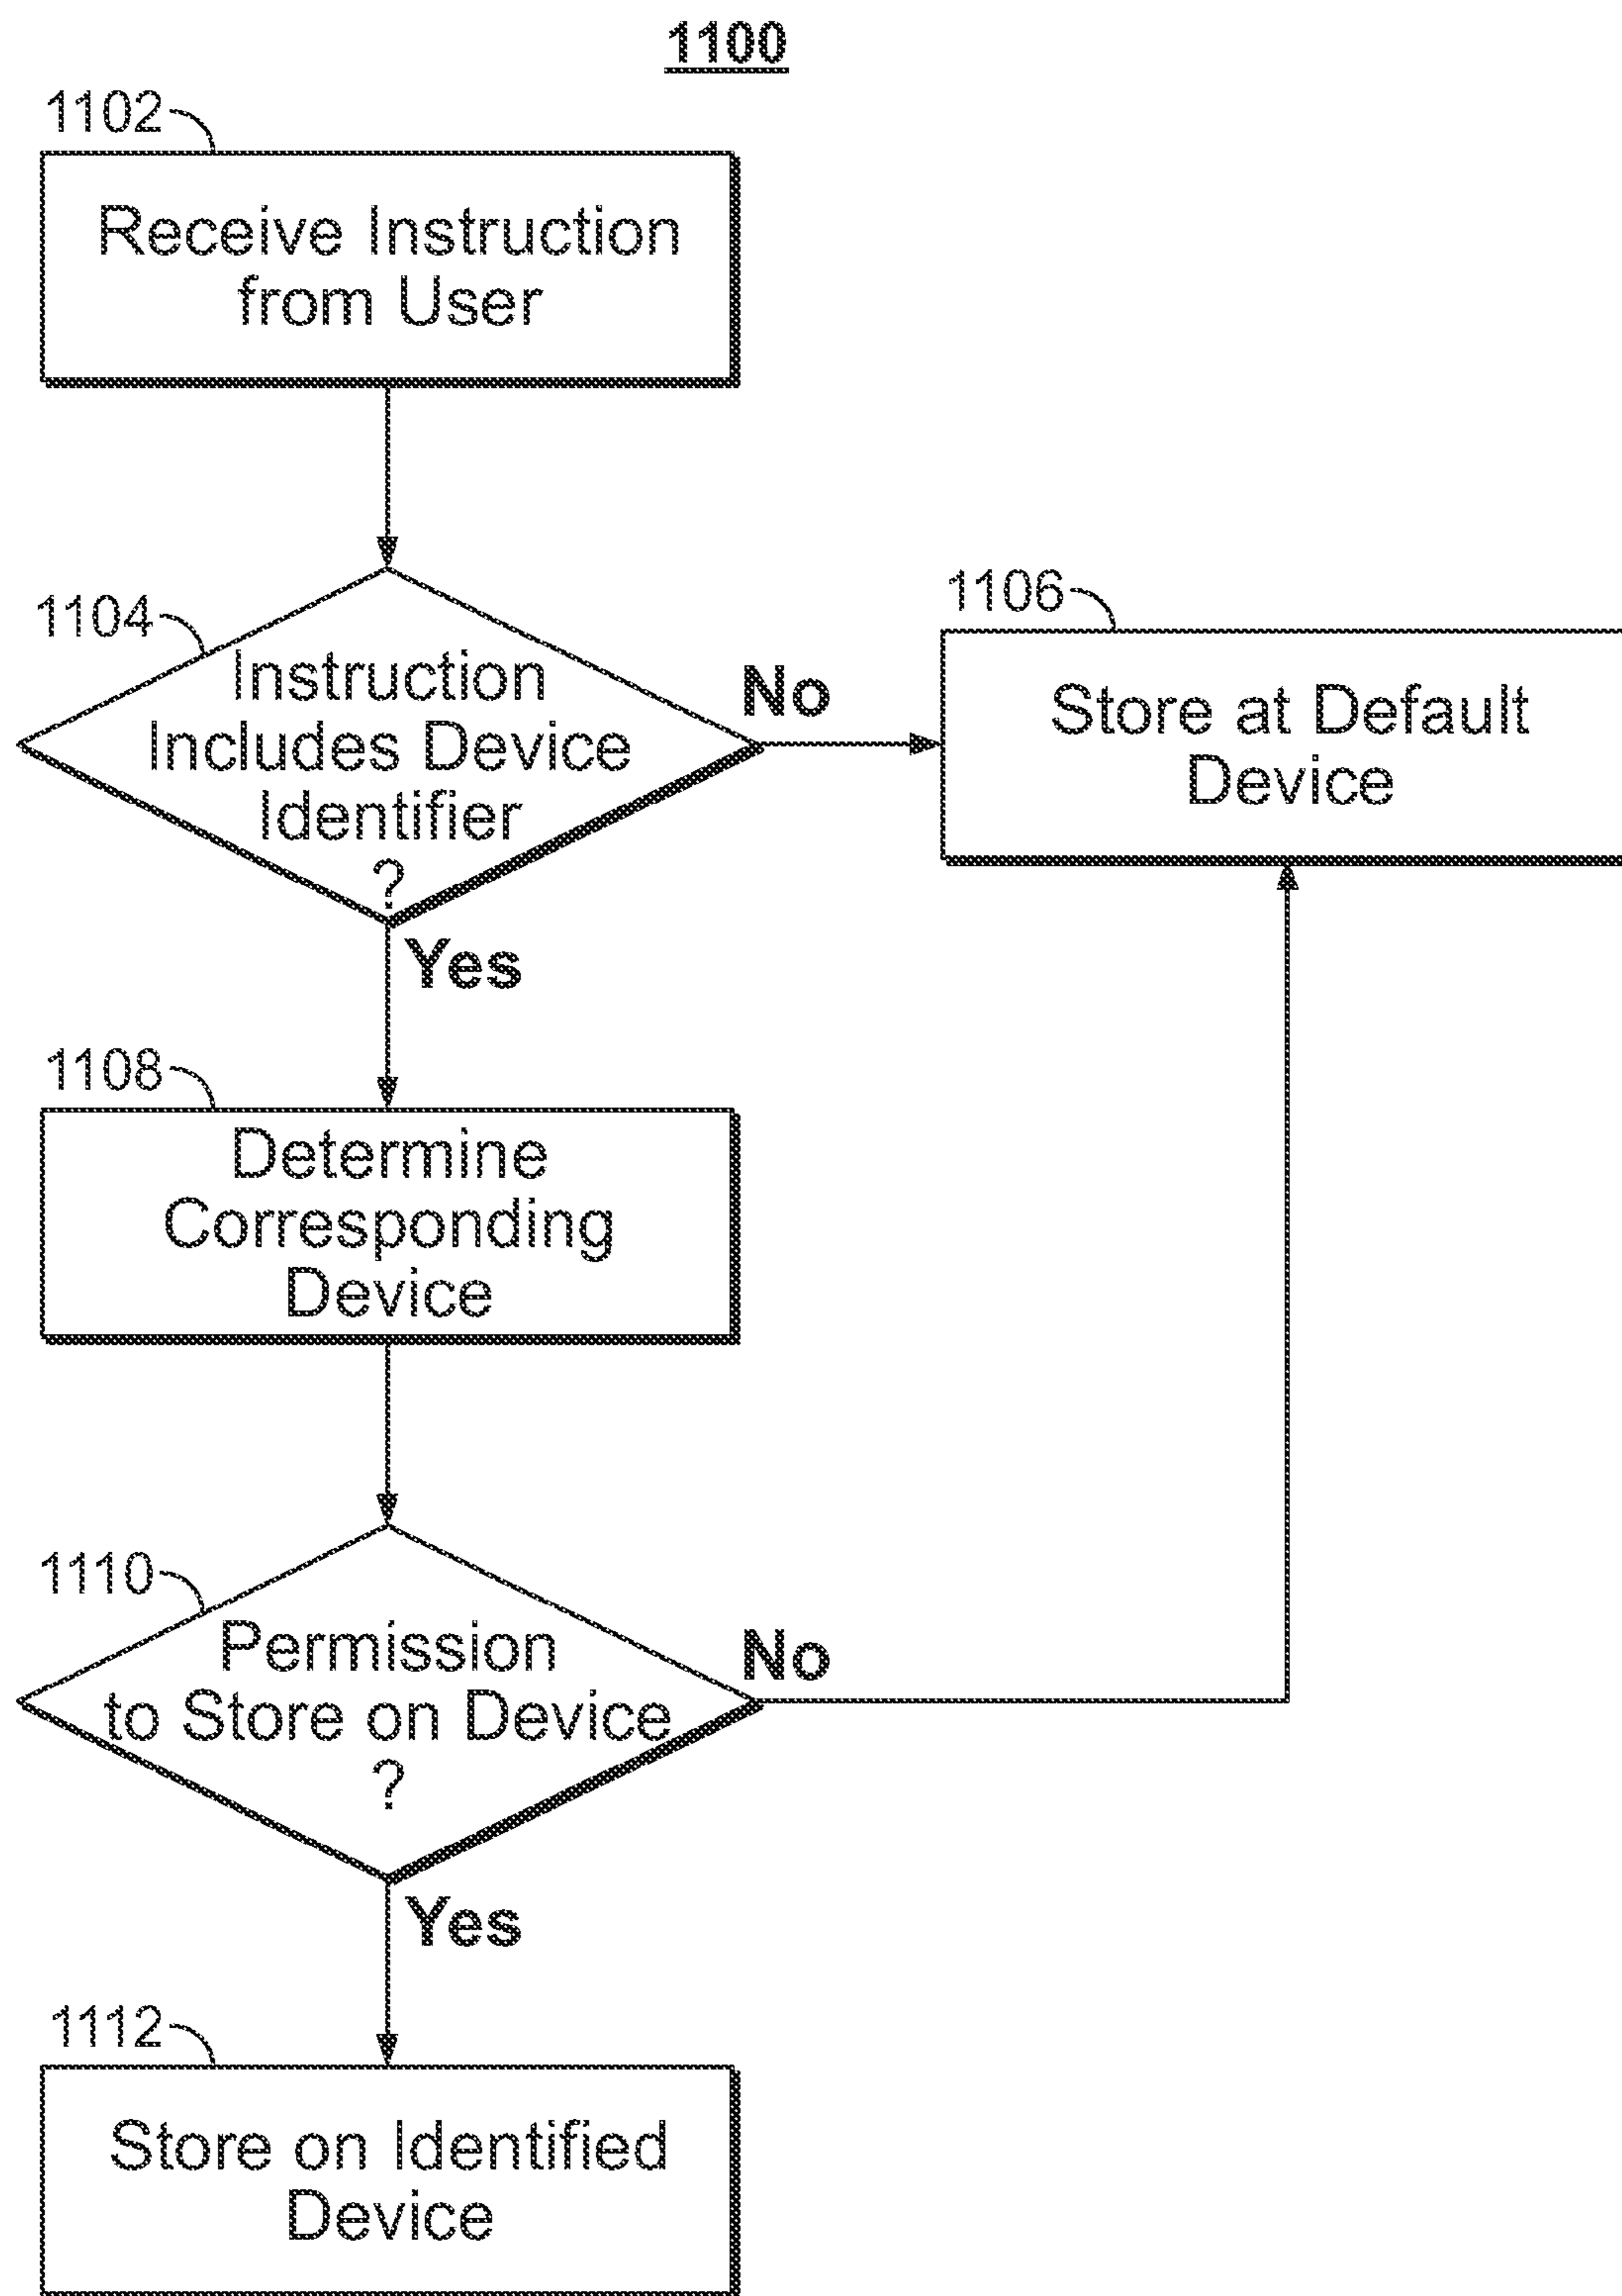 1100
1102
Receive Instruction
from User
1104
Instruction
Includes Device
Identifier
?
No
Yes
1106
Store at Default
Device
1108
Determine
Corresponding
Device
1110
Permission
to Store on Device
?
No
Yes
1112
Store on Identified
Device